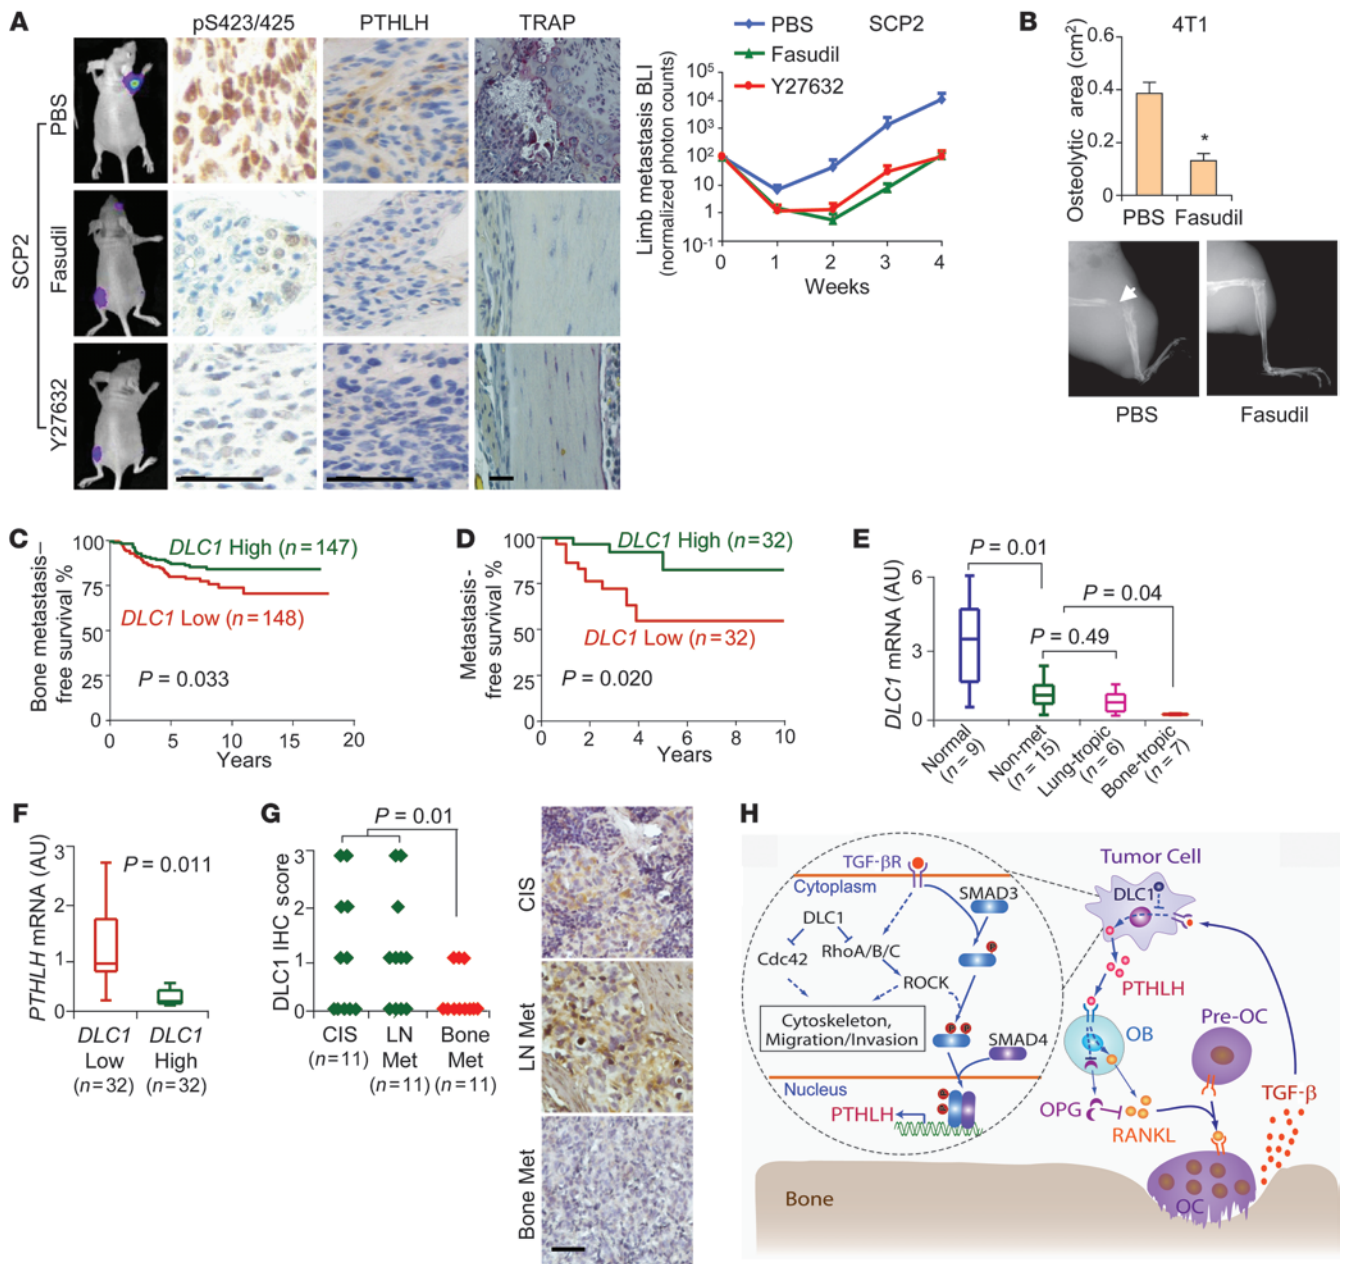 A
pS423/425
PTHLH
TRAP
SCP2
PBS
Fasudil
Y27632
PBS
Fasudil
Y27632
SCP2
Limb metastasis BLI
(normalized photon counts)
10^5
10^4
10^3
10^2
10
1
10^-1
0 1 2 3 4
Weeks
B
4T1
Osteolytic area (cm²)
0.6
0.4
0.2
0
*
PBS Fasudil
PBS
Fasudil
C
Bone metastasis–
free survival %
100
75
50
25
0
DLC1 High (n=147)
DLC1 Low (n=148)
P = 0.033
0 5 10 15 20
Years
D
Metastasis-
free survival %
100
75
50
25
0
DLC1 High (n=32)
DLC1 Low (n=32)
P = 0.020
0 2 4 6 8 10
Years
E
DLC1 mRNA (AU)
6
3
0
P = 0.01
P = 0.04
P = 0.49
Normal
(n = 9)
Non-met
(n = 15)
Lung-tropic
(n = 6)
Bone-tropic
(n = 7)
F
PTHLH mRNA (AU)
3
2
1
0
P = 0.011
DLC1
Low
(n=32)
DLC1
High
(n=32)
G
DLC1 IHC score
3
2
1
0
P = 0.01
CIS
(n=11)
LN
Met
(n=11)
Bone
Met
(n=11)
CIS
LN Met
Bone Met
H
TGF-βR
Cytoplasm
SMAD3
DLC1
Cdc42
RhoA/B/C
P
ROCK
Cytoskeleton,
Migration/Invasion
P P
SMAD4
Nucleus
PTHLH
Tumor Cell
DLC1
PTHLH
OB
Pre-OC
OPG
RANKL
TGF-β
OC
Bone